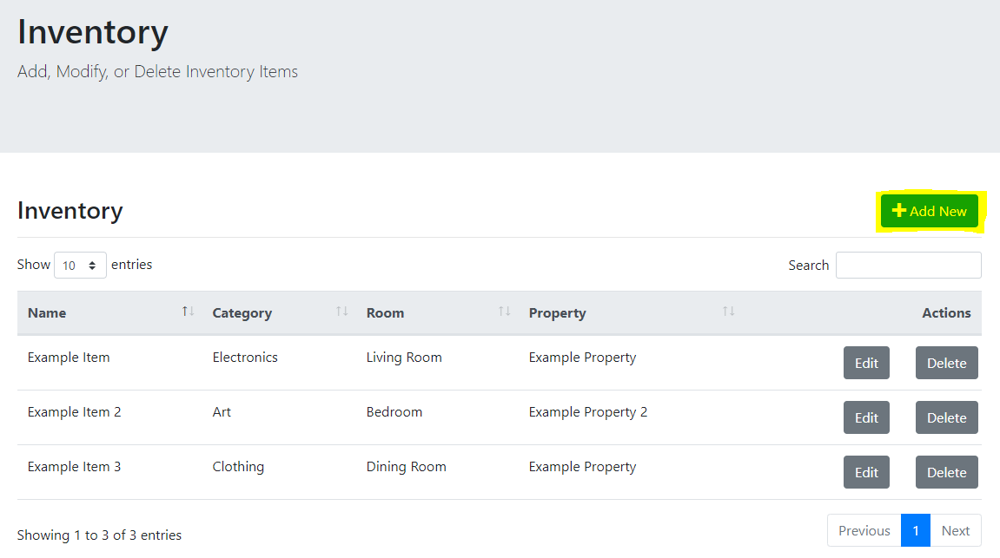 Inventory
Add, Modify, or Delete Inventory Items
Inventory
Add New
Show 10 entries
Search
Name Category Room Property Actions
Example Item Electronics Living Room Example Property Edit Delete
Example Item 2 Art Bedroom Example Property 2 Edit Delete
Example Item 3 Clothing Dining Room Example Property Edit Delete
Showing 1 to 3 of 3 entries
Previous 1 Next